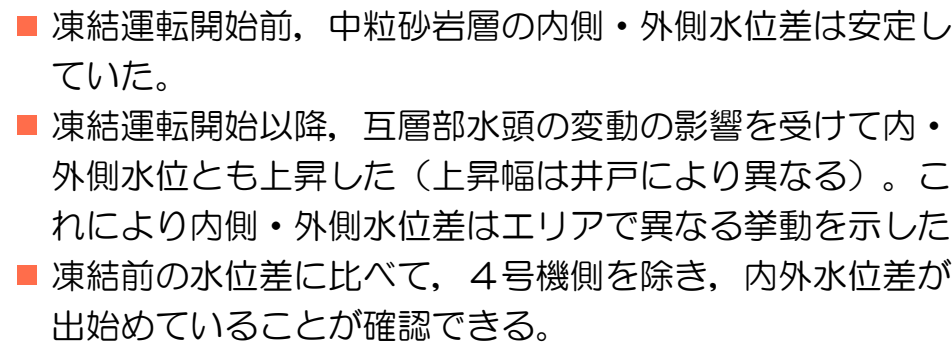 ■ 凍結運転開始前，中粒砂岩層の内側・外側水位差は安定し
ていた。
■ 凍結運転開始以降，互層部水頭の変動の影響を受けて内・
外側水位とも上昇した（上昇幅は井戸により異なる）。こ
れにより内側・外側水位差はエリアで異なる挙動を示した
■ 凍結前の水位差に比べて，４号機側を除き，内外水位差が
出始めていることが確認できる。